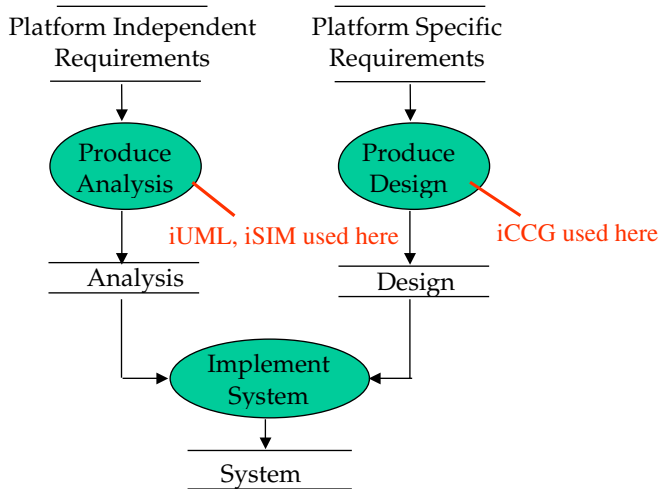 Platform Independent
Requirements
Platform Specific
Requirements
Produce
Analysis
Produce
Design
iUML, iSIM used here
iCCG used here
Analysis
Design
Implement
System
System